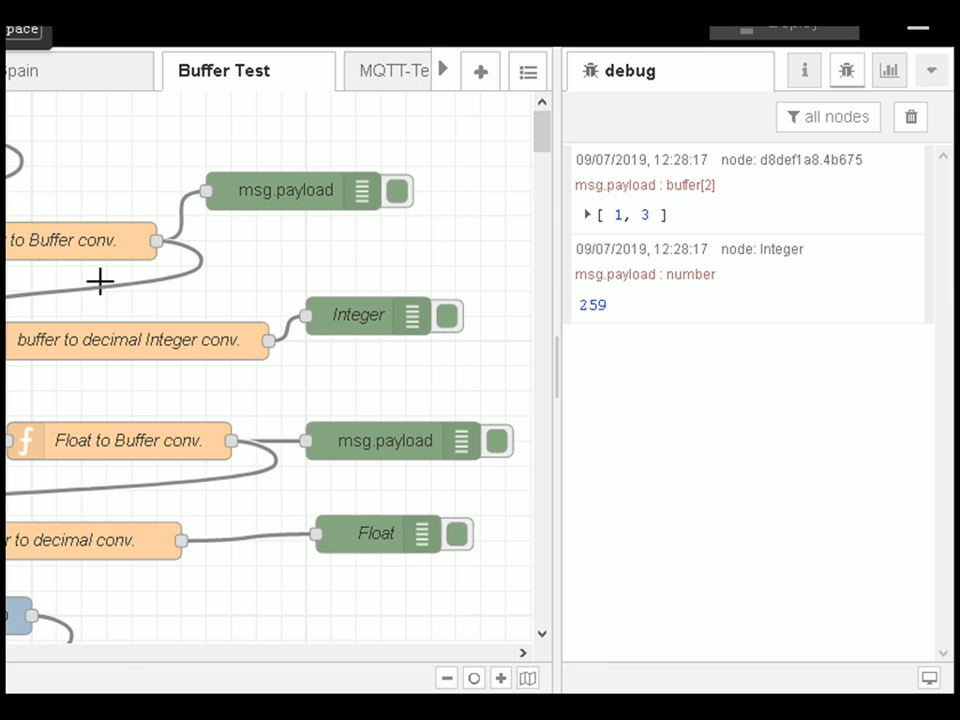 pace
pain
Buffer Test
MQTT-Te
debug
all nodes
09/07/2019, 12:28:17 node: d8def1a8.4b675
msg.payload : buffer[2]
[ 1, 3 ]
09/07/2019, 12:28:17 node: Integer
msg.payload : number
259
msg.payload
to Buffer conv.
Integer
buffer to decimal Integer conv.
Float to Buffer conv.
msg.payload
r to decimal conv.
Float